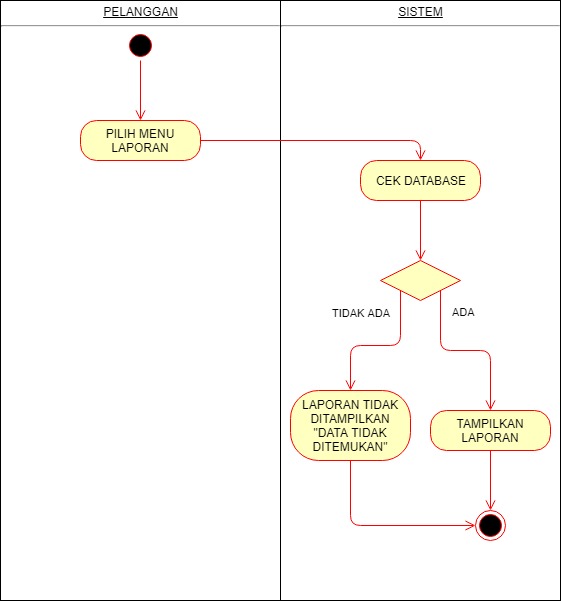 PELANGGAN
SISTEM
PILIH MENU
LAPORAN
CEK DATABASE
TIDAK ADA
ADA
LAPORAN TIDAK
DITAMPILKAN
"DATA TIDAK
DITEMUKAN"
TAMPILKAN
LAPORAN